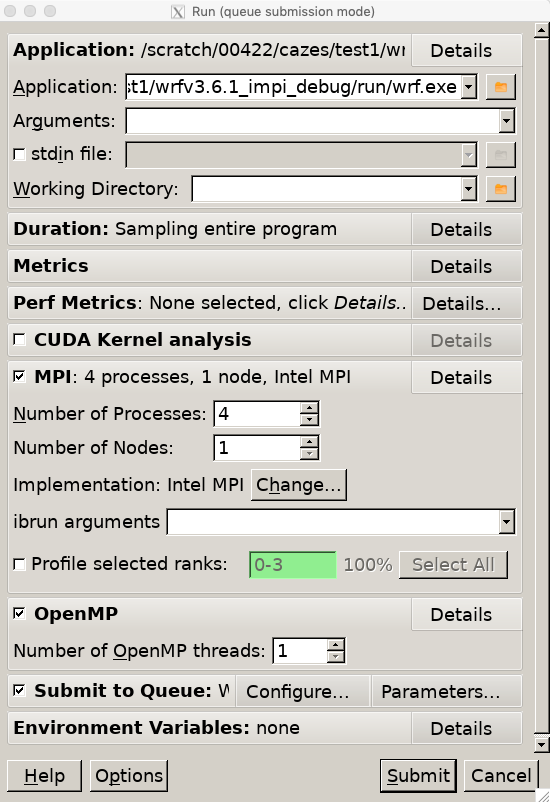 Run (queue submission mode)
Application: /scratch/00422/cazes/test1/wr Details
Application: st1/wrfv3.6.1_impi_debug/run/wrf.exe
Arguments:
stdin file:
Working Directory:
Duration: Sampling entire program Details
Metrics Details
Perf Metrics: None selected, click Details.. Details...
CUDA Kernel analysis Details
MPI: 4 processes, 1 node, Intel MPI Details
Number of Processes: 4
Number of Nodes: 1
Implementation: Intel MPI Change...
ibrun arguments
Profile selected ranks: 0-3 100% Select All
OpenMP Details
Number of OpenMP threads: 1
Submit to Queue: W Configure... Parameters...
Environment Variables: none Details
Help Options Submit Cancel